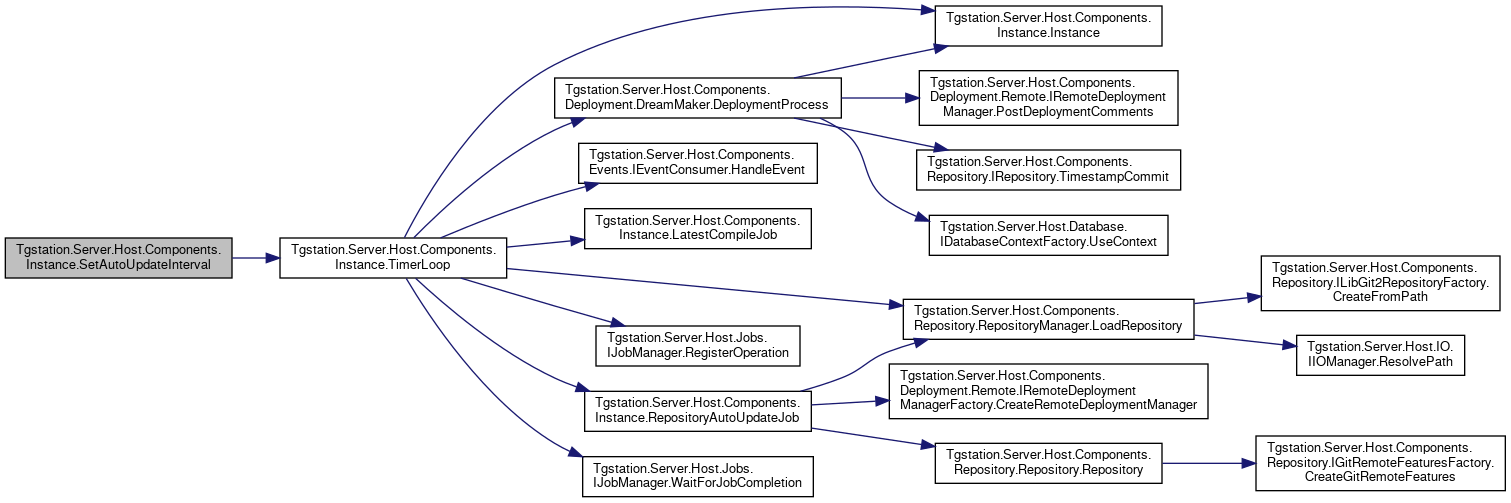 Tgstation.Server.Host.Components.
Instance.SetAutoUpdateInterval
Tgstation.Server.Host.Components.
Instance.TimerLoop
Tgstation.Server.Host.Components.
Instance.Instance
Tgstation.Server.Host.Components.
Deployment.DreamMaker.DeploymentProcess
Tgstation.Server.Host.Components.
Deployment.Remote.IRemoteDeployment
Manager.PostDeploymentComments
Tgstation.Server.Host.Components.
Repository.IRepository.TimestampCommit
Tgstation.Server.Host.Database.
IDatabaseContextFactory.UseContext
Tgstation.Server.Host.Components.
Events.IEventConsumer.HandleEvent
Tgstation.Server.Host.Components.
Instance.LatestCompileJob
Tgstation.Server.Host.Components.
Repository.RepositoryManager.LoadRepository
Tgstation.Server.Host.Components.
Repository.ILibGit2RepositoryFactory.
CreateFromPath
Tgstation.Server.Host.IO.
IIOManager.ResolvePath
Tgstation.Server.Host.Jobs.
IJobManager.RegisterOperation
Tgstation.Server.Host.Components.
Instance.RepositoryAutoUpdateJob
Tgstation.Server.Host.Components.
Deployment.Remote.IRemoteDeployment
ManagerFactory.CreateRemoteDeploymentManager
Tgstation.Server.Host.Components.
Repository.Repository.Repository
Tgstation.Server.Host.Components.
Repository.IGitRemoteFeaturesFactory.
CreateGitRemoteFeatures
Tgstation.Server.Host.Jobs.
IJobManager.WaitForJobCompletion